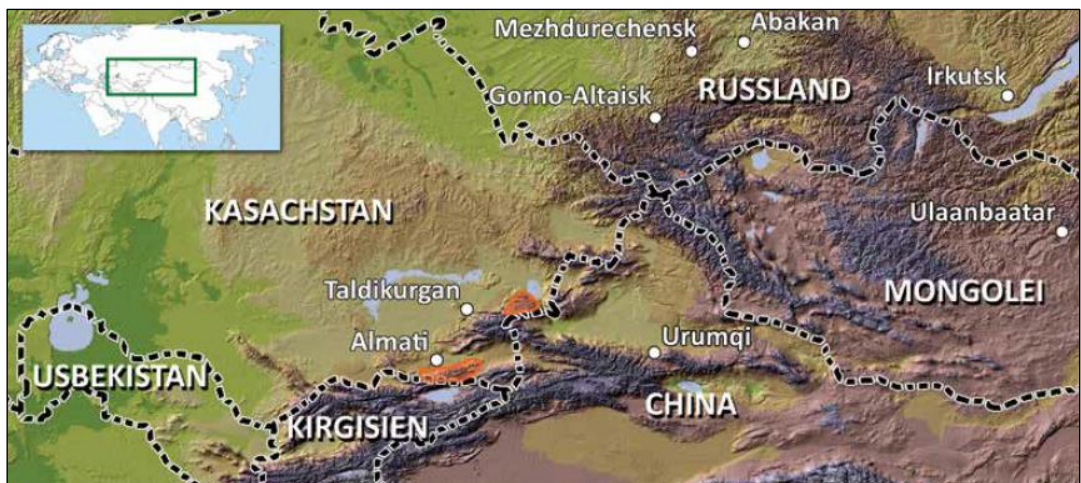 Mezhdurechensk
Abakan
Gorno-Altaisk
RUSSLAND
Irkutsk
KASACHSTAN
Ulaanbaatar
Taldikurgan
MONGOLEI
Almati
Urumqi
USBEKISTAN
KIRGISIEN
CHINA